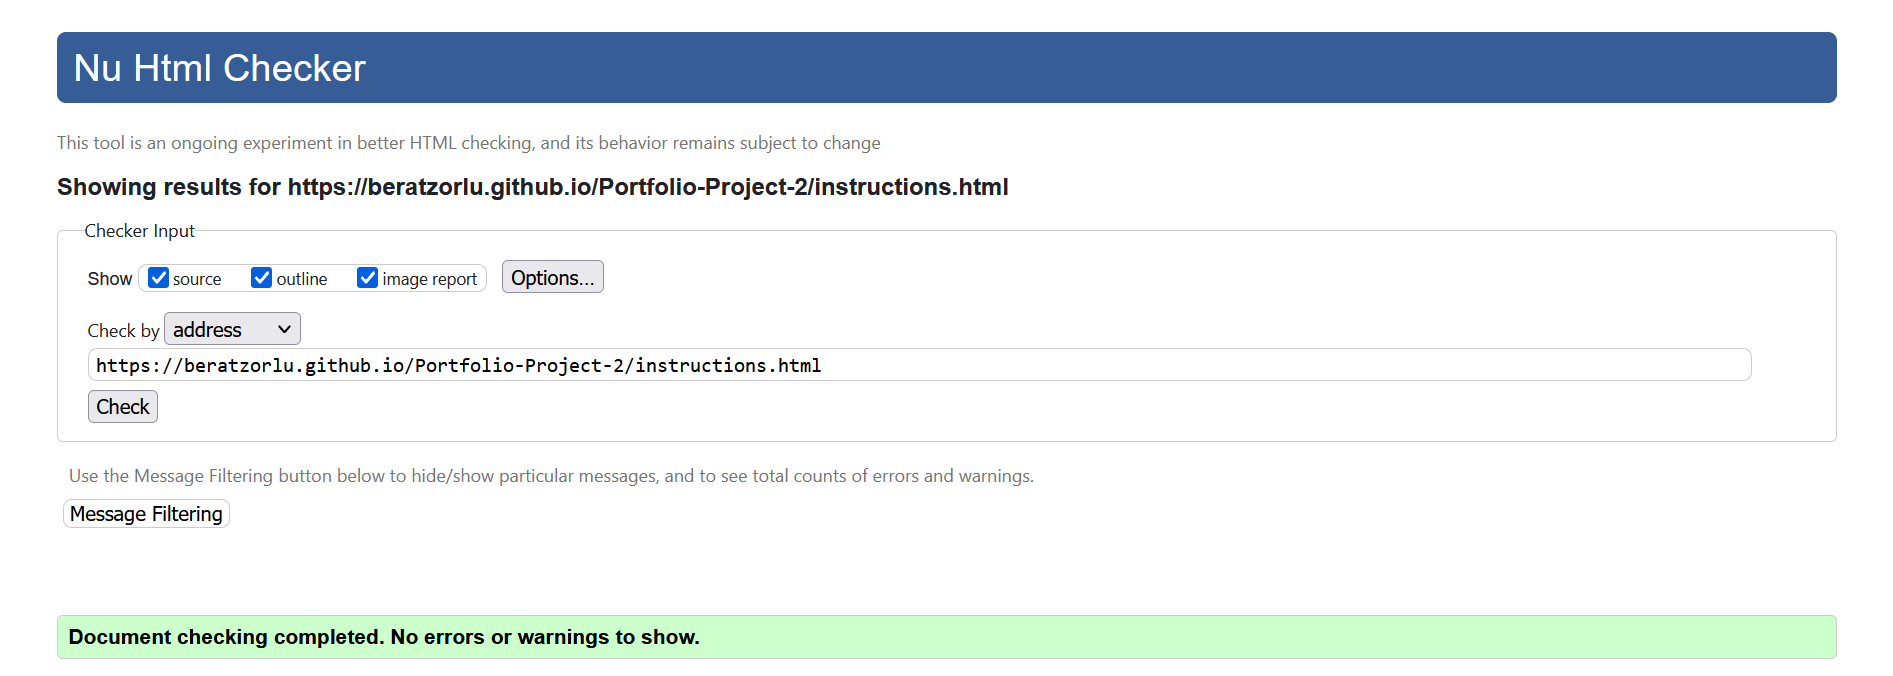 Nu Html Checker
This tool is an ongoing experiment in better HTML checking, and its behavior remains subject to change
Showing results for https://beratzorlu.github.io/Portfolio-Project-2/instructions.html
Checker Input
Show source outline image report Options...
Check by address
https://beratzorlu.github.io/Portfolio-Project-2/instructions.html
Check
Use the Message Filtering button below to hide/show particular messages, and to see total counts of errors and warnings.
Message Filtering
Document checking completed. No errors or warnings to show.